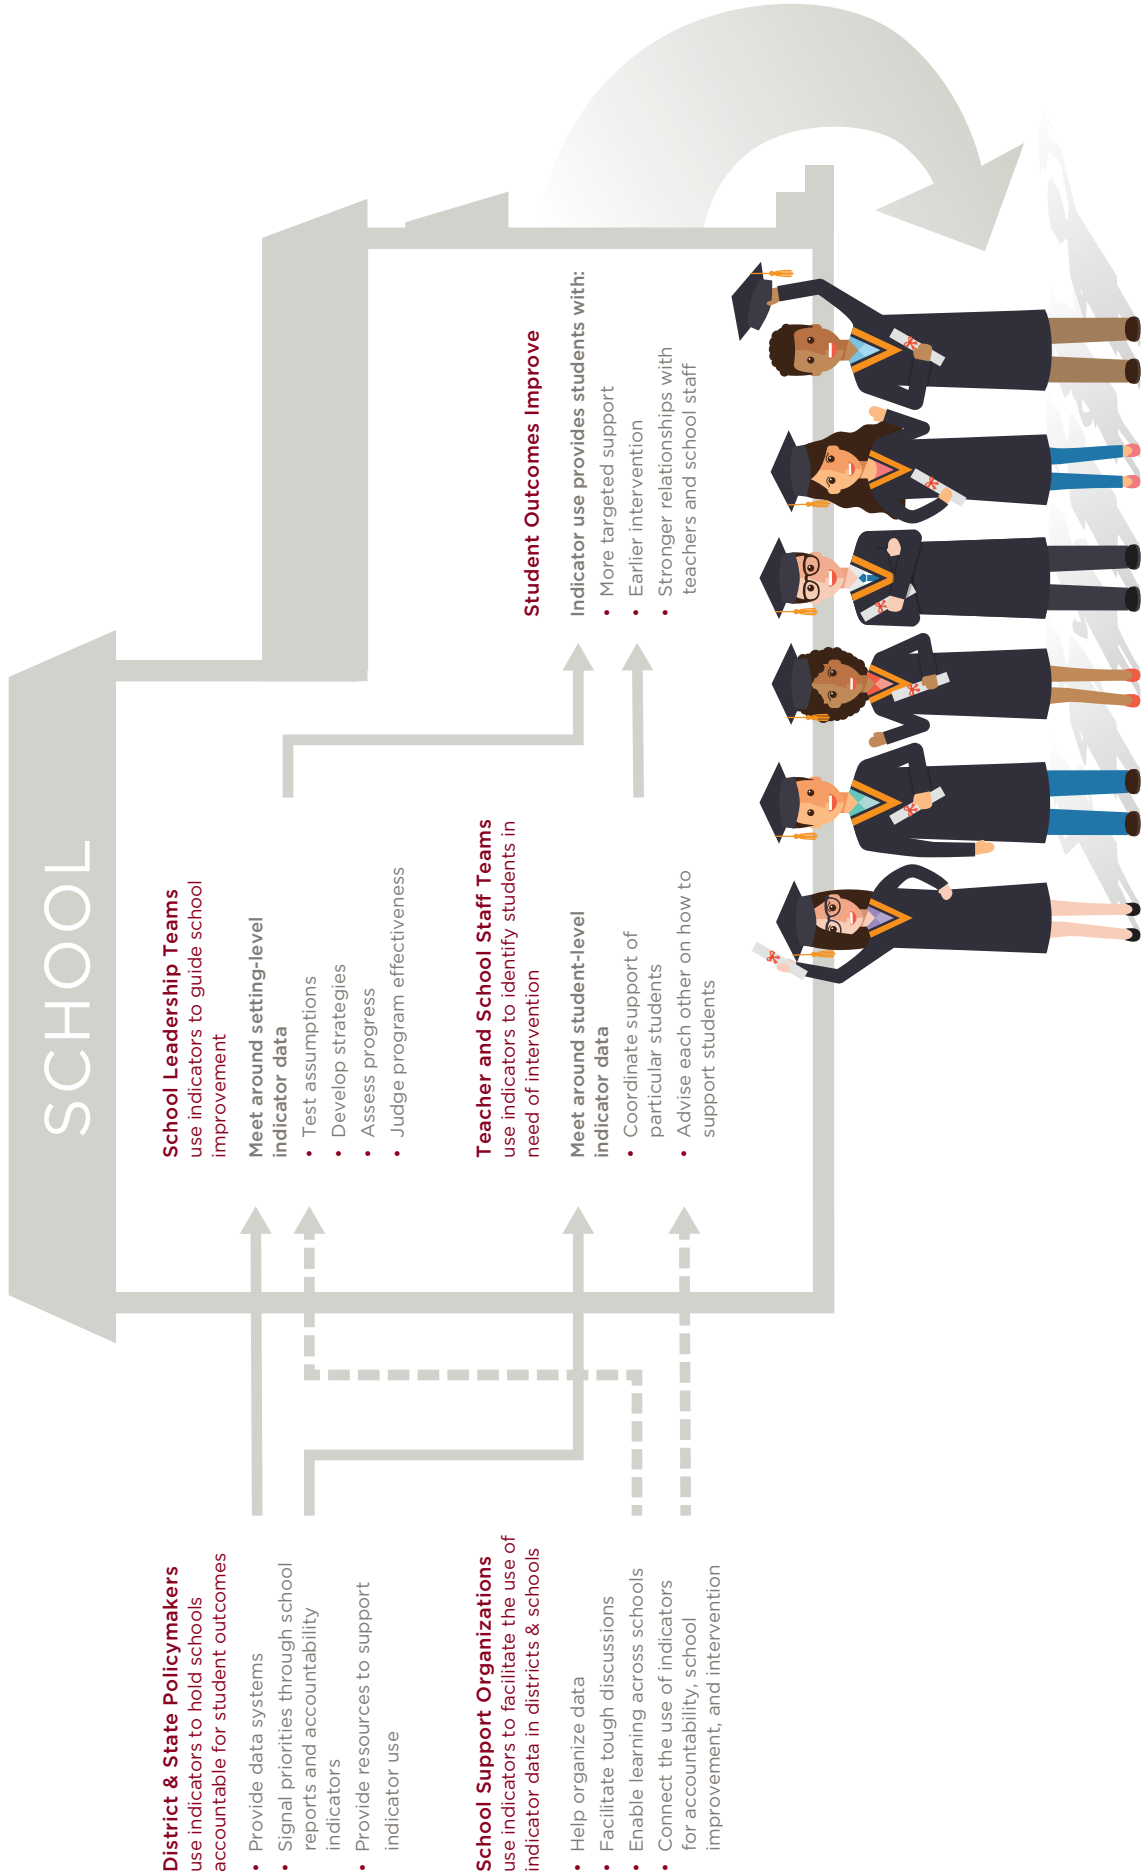 SCHOOL
District & State Policymakers
use indicators to hold schools
accountable for student outcomes
• Provide data systems
• Signal priorities through school
reports and accountability
indicators
• Provide resources to support
indicator use
School Support Organizations
use indicators to facilitate the use of
indicator data in districts & schools
• Help organize data
• Facilitate tough discussions
• Enable learning across schools
• Connect the use of indicators
for accountability, school
improvement, and intervention
School Leadership Teams
use indicators to guide school
improvement
Meet around setting-level
indicator data
• Test assumptions
• Develop strategies
• Assess progress
• Judge program effectiveness
Teacher and School Staff Teams
use indicators to identify students in
need of intervention
Meet around student-level
indicator data
• Coordinate support of
particular students
• Advise each other on how to
support students
Student Outcomes Improve
Indicator use provides students with:
• More targeted support
• Earlier intervention
• Stronger relationships with
teachers and school staff